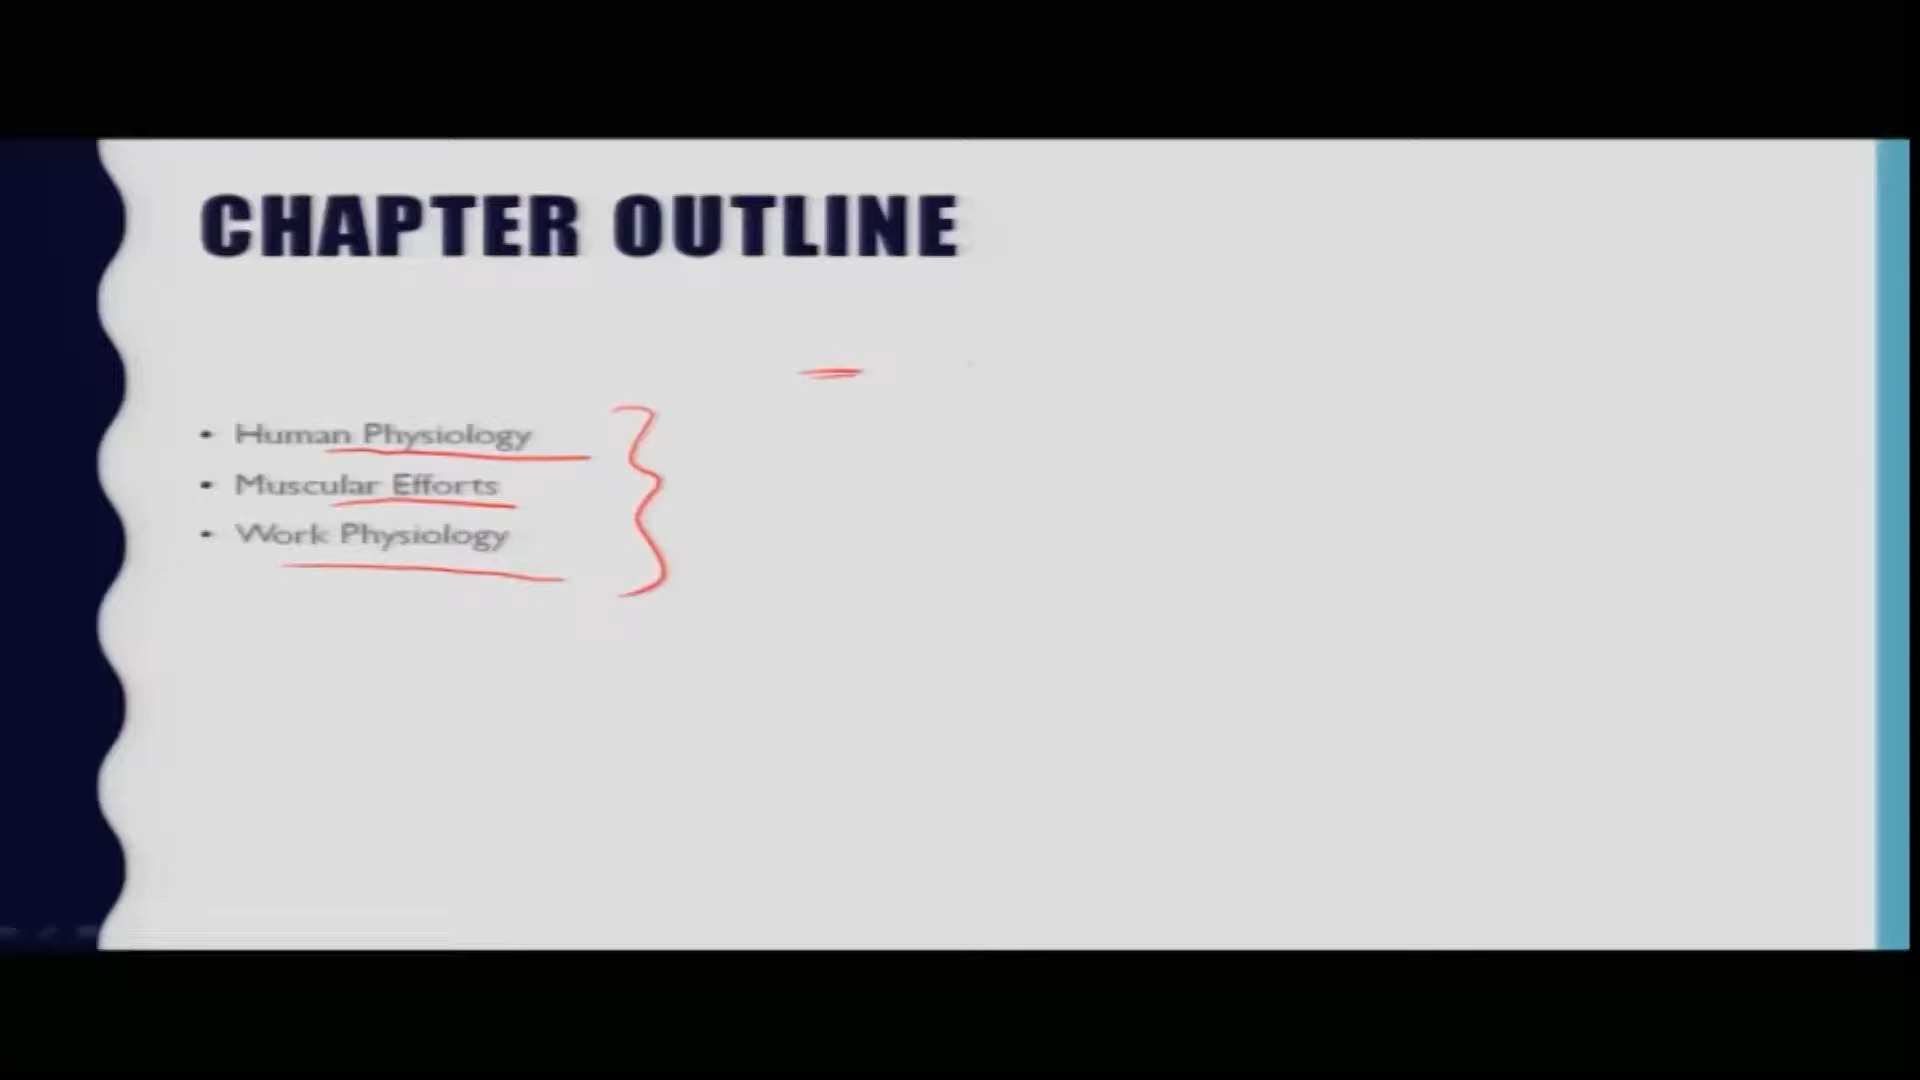 CHAPTER OUTLINE
• Human Physiology
• Muscular Efforts
• Work Physiology